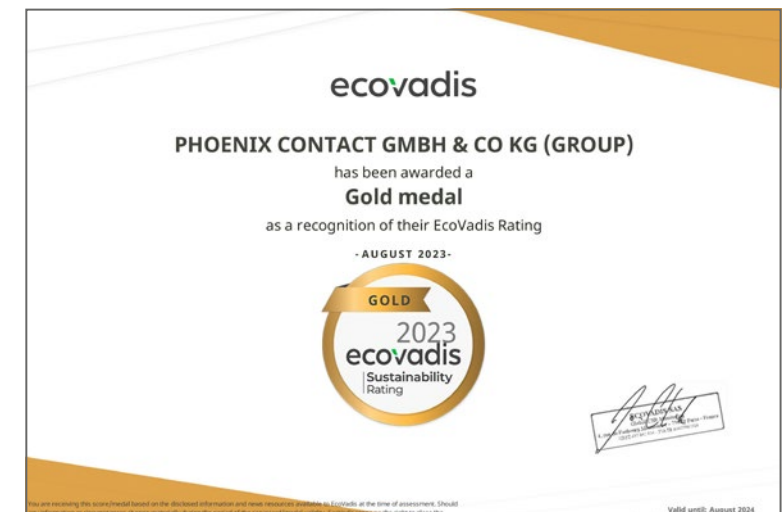 ecovadis
PHOENIX CONTACT GMBH & CO KG (GROUP)
has been awarded a
Gold medal
as a recognition of their EcoVadis Rating
- AUGUST 2023-
GOLD
2023
ecovadis
Sustainability
Rating
ECOVADIS SAS
You are receiving this score/medal based on the disclosed information and news resources available to EcoVadis at the time of assessment. Should
Valid until: August 2024